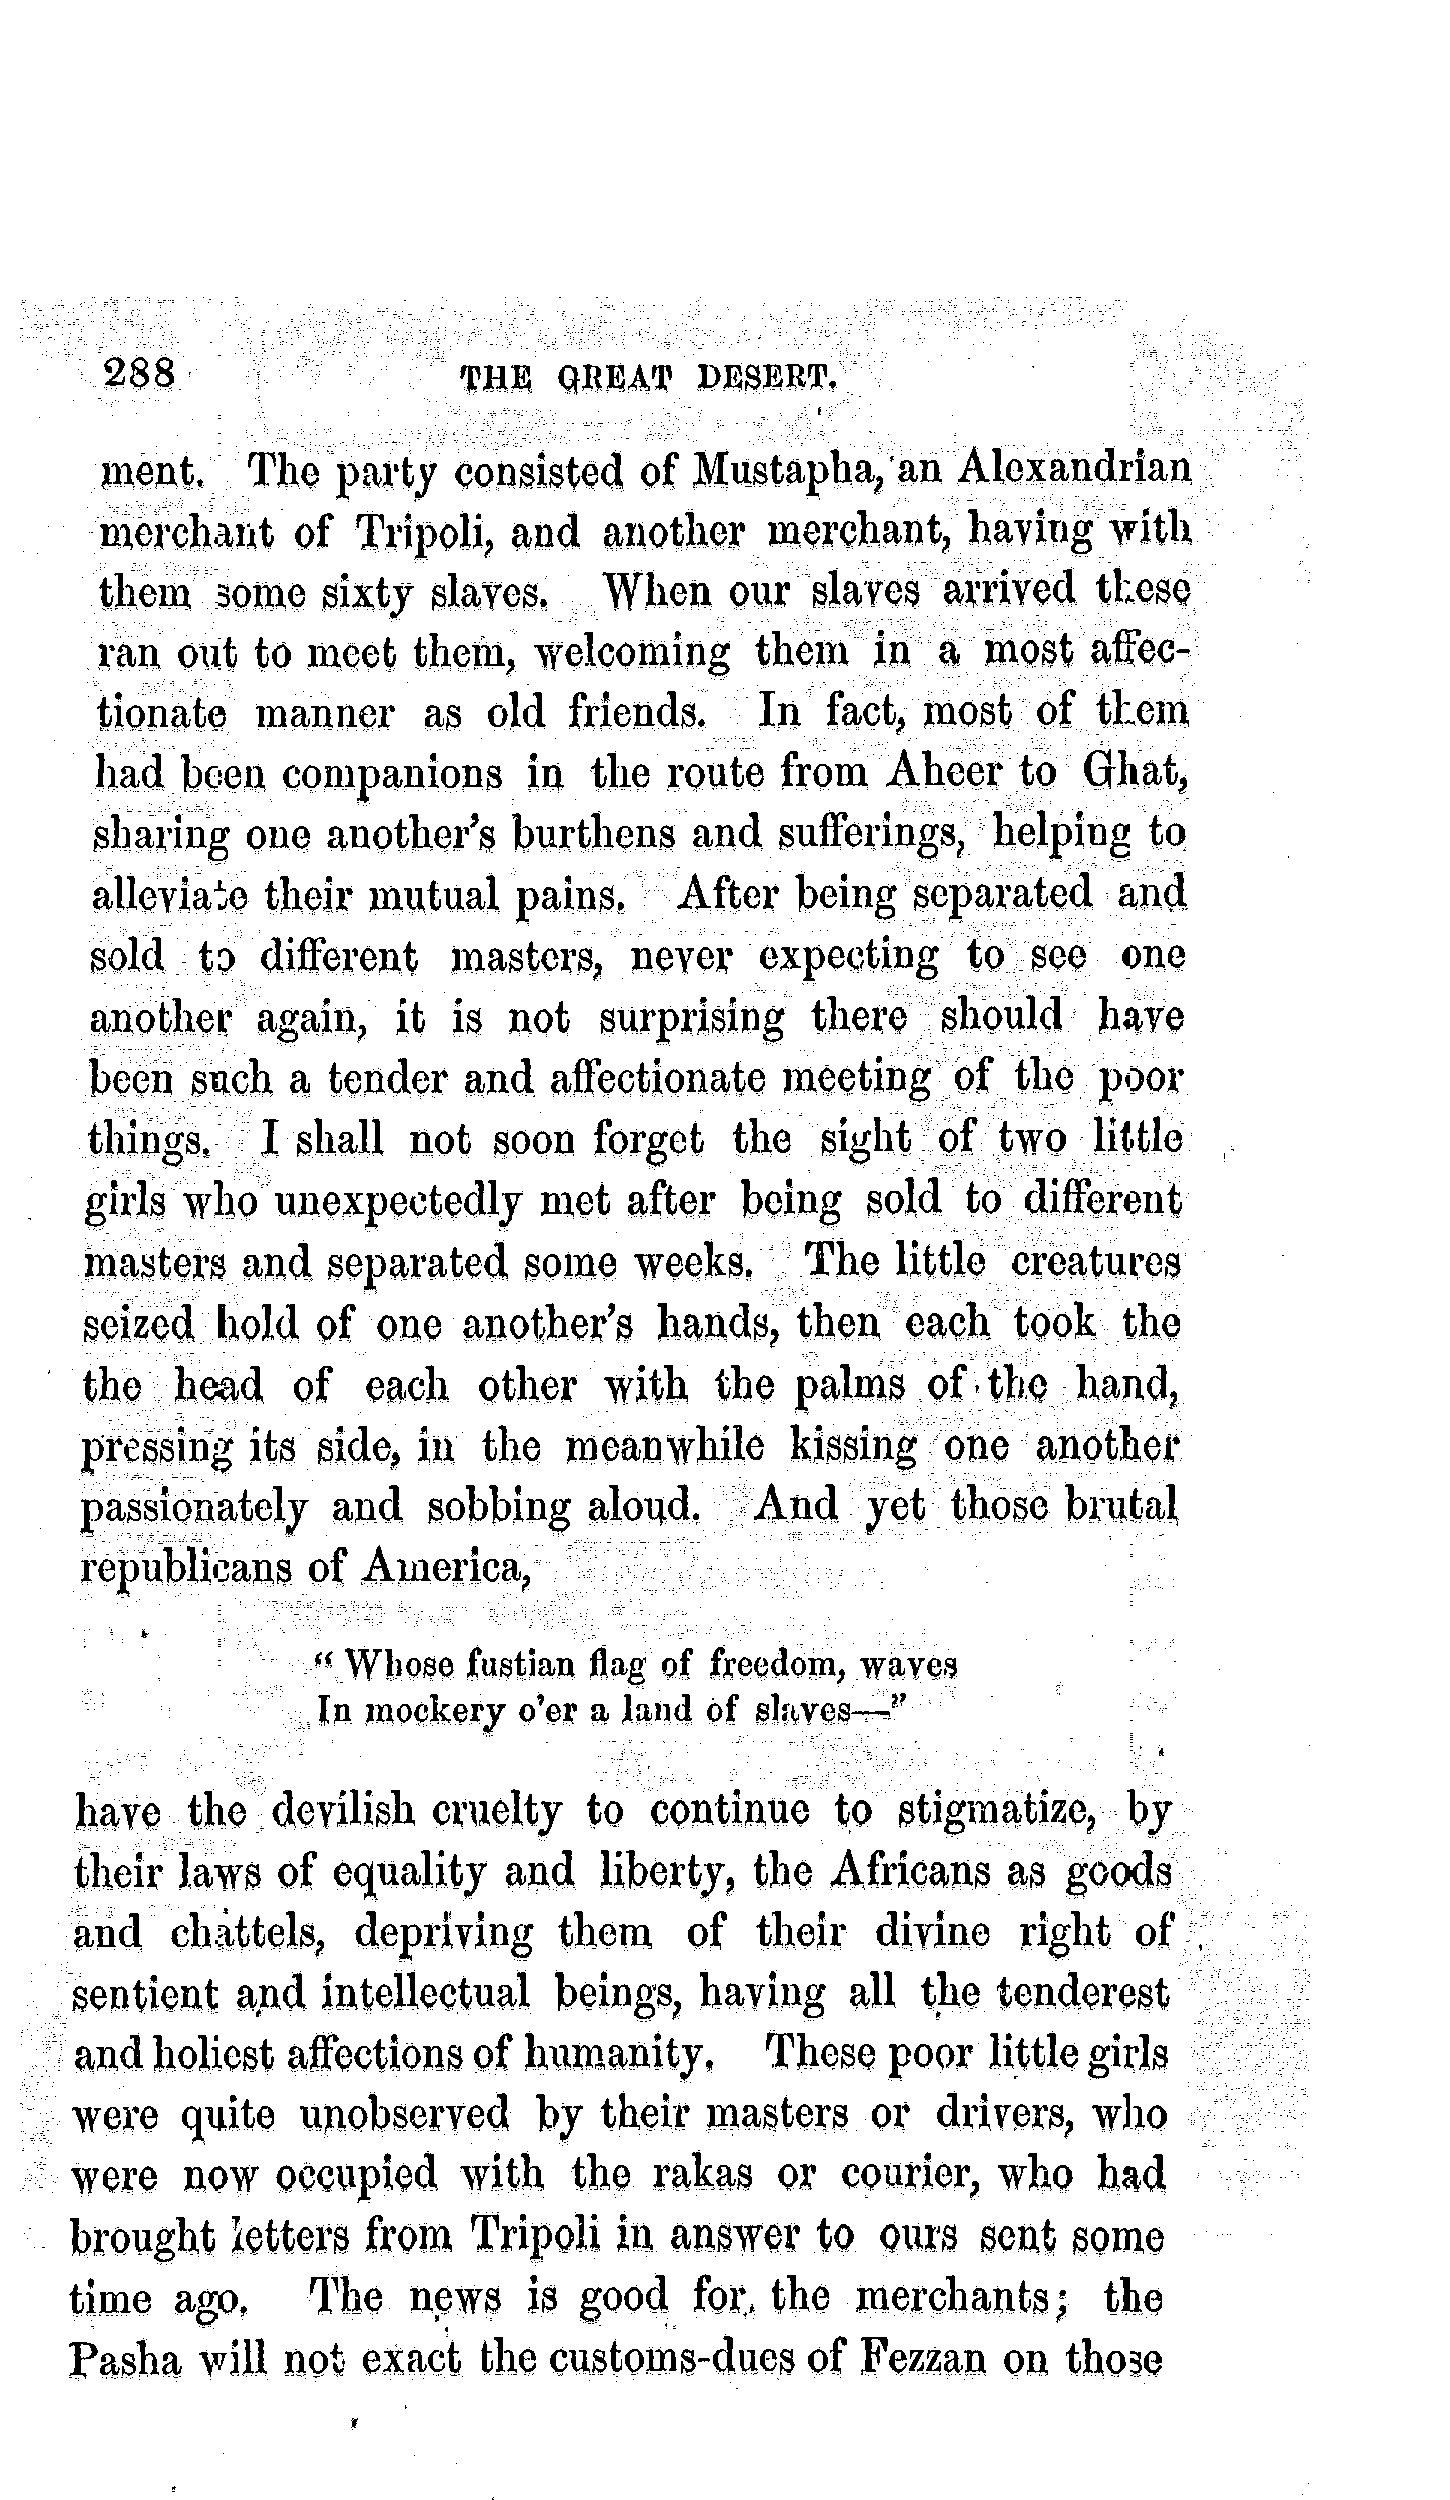 288 THE GREAT DESERT.
ment. The party consisted of Mustapha, an Alexandrian
merchant of Tripoli, and another merchant, having with
them some sixty slaves. When our slaves arrived these
ran out to meet them, welcoming them in a most affec-
tionate manner as old friends. In fact, most of them
had been companions in the route from Aheer to Ghat,
sharing one another's burthens and sufferings, helping to
alleviate their mutual pains. After being separated and
sold to different masters, never expecting to see one
another again, it is not surprising there should have
been such a tender and affectionate meeting of the poor
things. I shall not soon forget the sight of two little
girls who unexpectedly met after being sold to different
masters and separated some weeks. The little creatures
seized hold of one another's hands, then each took the
the head of each other with the palms of the hand,
pressing its side, in the meanwhile kissing one another
passionately and sobbing aloud. And yet those brutal
republicans of America,
"Whose fustian flag of freedom, waves
In mockery o'er a land of slaves—"
have the devilish cruelty to continue to stigmatize, by
their laws of equality and liberty, the Africans as goods
and chattels, depriving them of their divine right of
sentient and intellectual beings, having all the tenderest
and holiest affections of humanity. These poor little girls
were quite unobserved by their masters or drivers, who
were now occupied with the rakas or courier, who had
brought letters from Tripoli in answer to ours sent some
time ago. The news is good for the merchants; the
Pasha will not exact the customs-dues of Fezzan on those